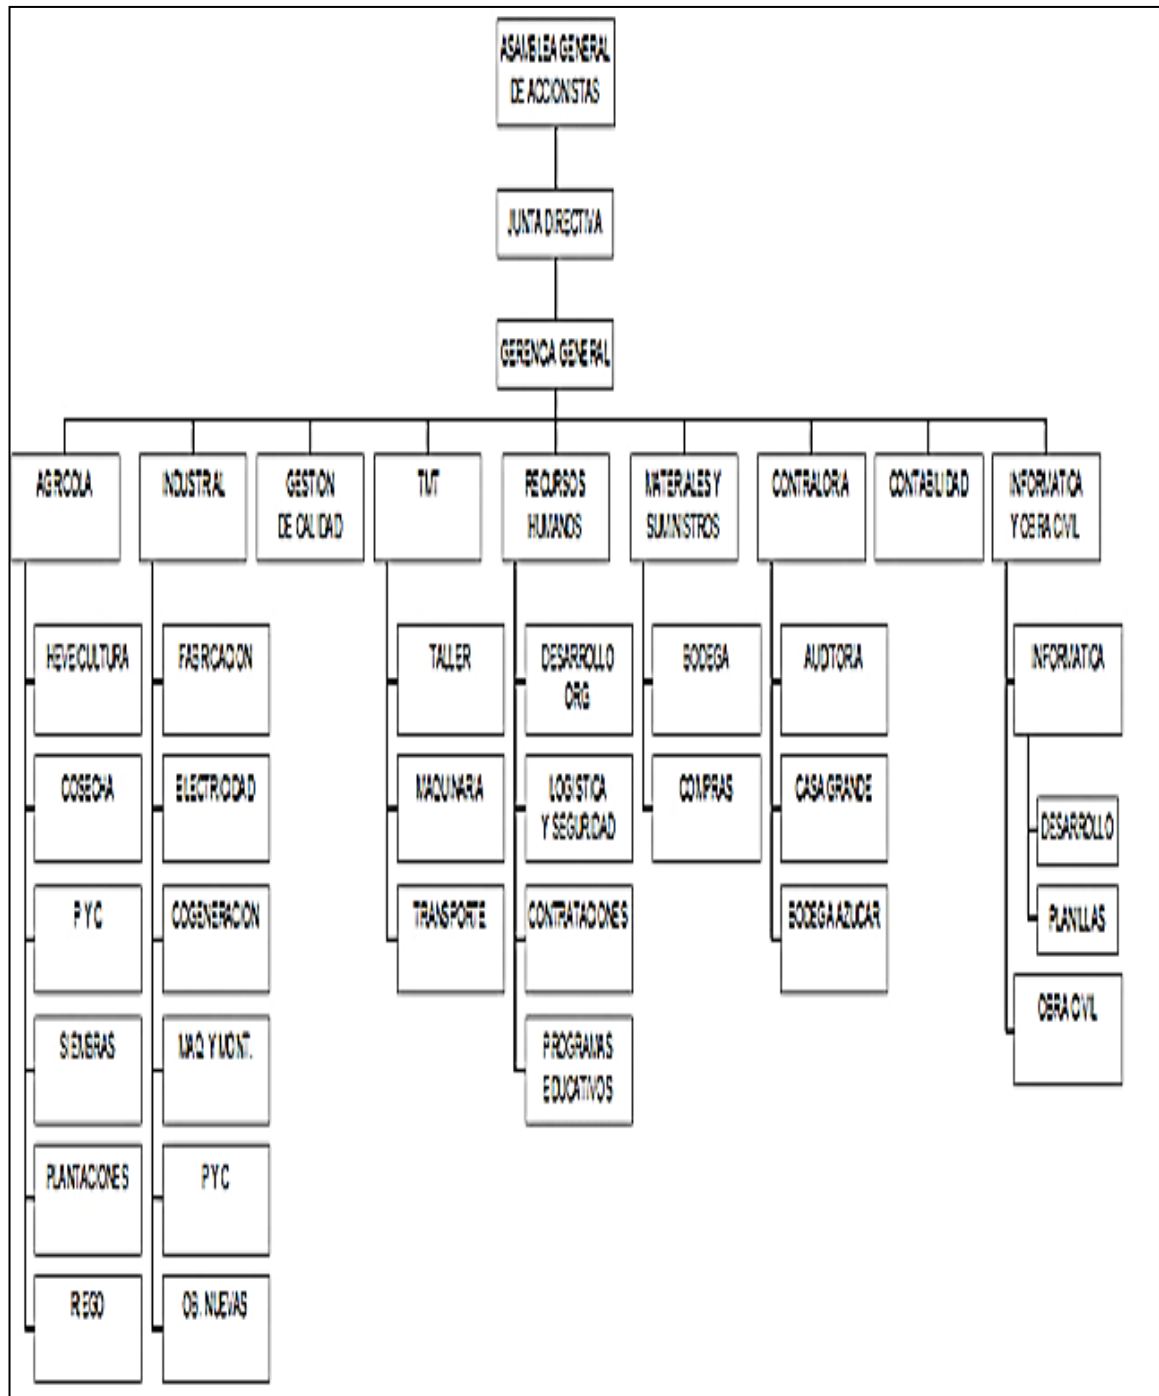 ASAMBLEA GENERAL
DE ACCIONISTAS
JUNTA DIRECTIVA
GERENCIA GENERAL
AGRICOLA
INDUSTRIAL
GESTION
DE CALIDAD
TMT
RECURSOS
HUMANOS
MATERIALES Y
SUMINISTROS
CONTRALORIA
CONTABILIDAD
INFORMATICA
Y OBRA CIVIL
HEVEICULTURA
COSECHA
P Y C
SIEMBRAS
PLANTACIONES
RIEGO
FABRICACION
ELECTRICIDAD
COGENERACION
MAQ Y MONT.
P Y C
OB. NUEVAS
TALLER
MAQUINARIA
TRANSPORTE
DESARROLLO
ORG
LOGISTICA
Y SEGURIDAD
CONTRATACIONES
PROGRAMAS
EDUCATIVOS
BODEGA
COMPRAS
AUDITORIA
CASA GRANDE
BODEGA AZUCAR
INFORMATICA
DESARROLLO
PLANILLAS
OBRA CIVIL